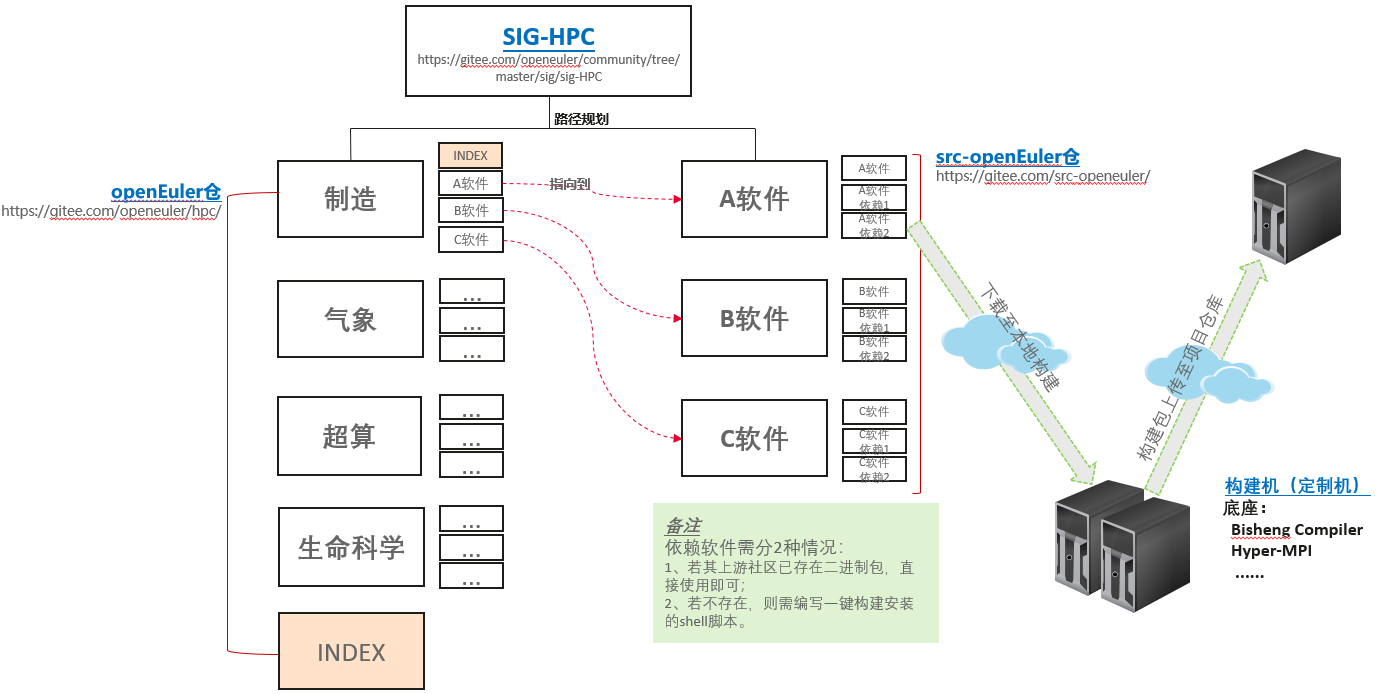 SIG-HPC
https://gitee.com/openeuler/community/tree/
master/sig/sig-HPC
路径规划
openEuler仓
https://gitee.com/openeuler/hpc/
制造
INDEX
A软件
B软件
C软件
指向到
气象
...
...
...
超算
...
...
...
生命科学
...
...
...
INDEX
A软件
A软件
A软件
依赖1
A软件
依赖2
B软件
B软件
B软件
依赖1
B软件
依赖2
C软件
C软件
C软件
依赖1
C软件
依赖2
src-openEuler仓
https://gitee.com/src-openeuler/
下载至本地构建
构建包上传至项目仓库
构建机（定制机）
底座：
Bisheng Compiler
Hyper-MPI
......
备注
依赖软件需分2种情况：
1、若其上游社区已存在二进制包，直
接使用即可；
2、若不存在，则需编写一键构建安装
的shell脚本。